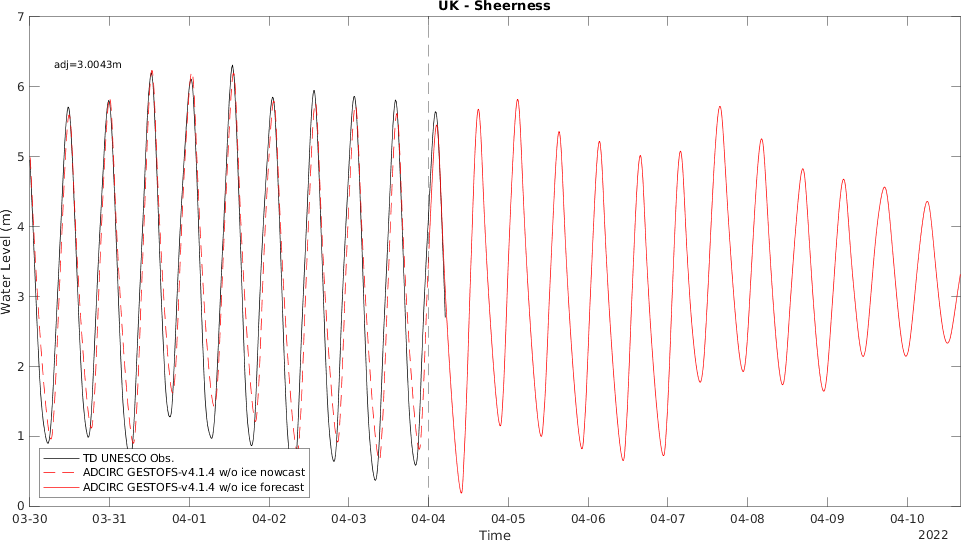 UK - Sheerness
7
adj=3.0043m
6
5
4
3
2
1
0
Water Level (m)
TD UNESCO Obs.
ADCIRC GESTOFS-v4.1.4 w/o ice nowcast
ADCIRC GESTOFS-v4.1.4 w/o ice forecast
03-30 03-31 04-01 04-02 04-03 04-04 04-05 04-06 04-07 04-08 04-09 04-10
Time
2022